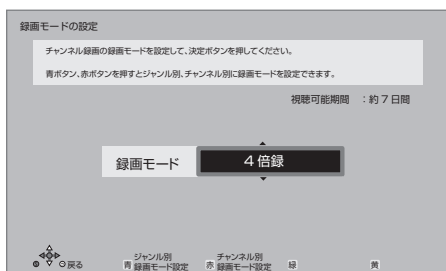 録画モードの設定
チャンネル録画の録画モードを設定して、決定ボタンを押してください。
青ボタン、赤ボタンを押すとジャンル別、チャンネル別に録画モードを設定できます。
視聴可能期間 ：約7日間
録画モード 4倍録
戻る
青 ジャンル別 録画モード設定
赤 チャンネル別 録画モード設定
緑
黄